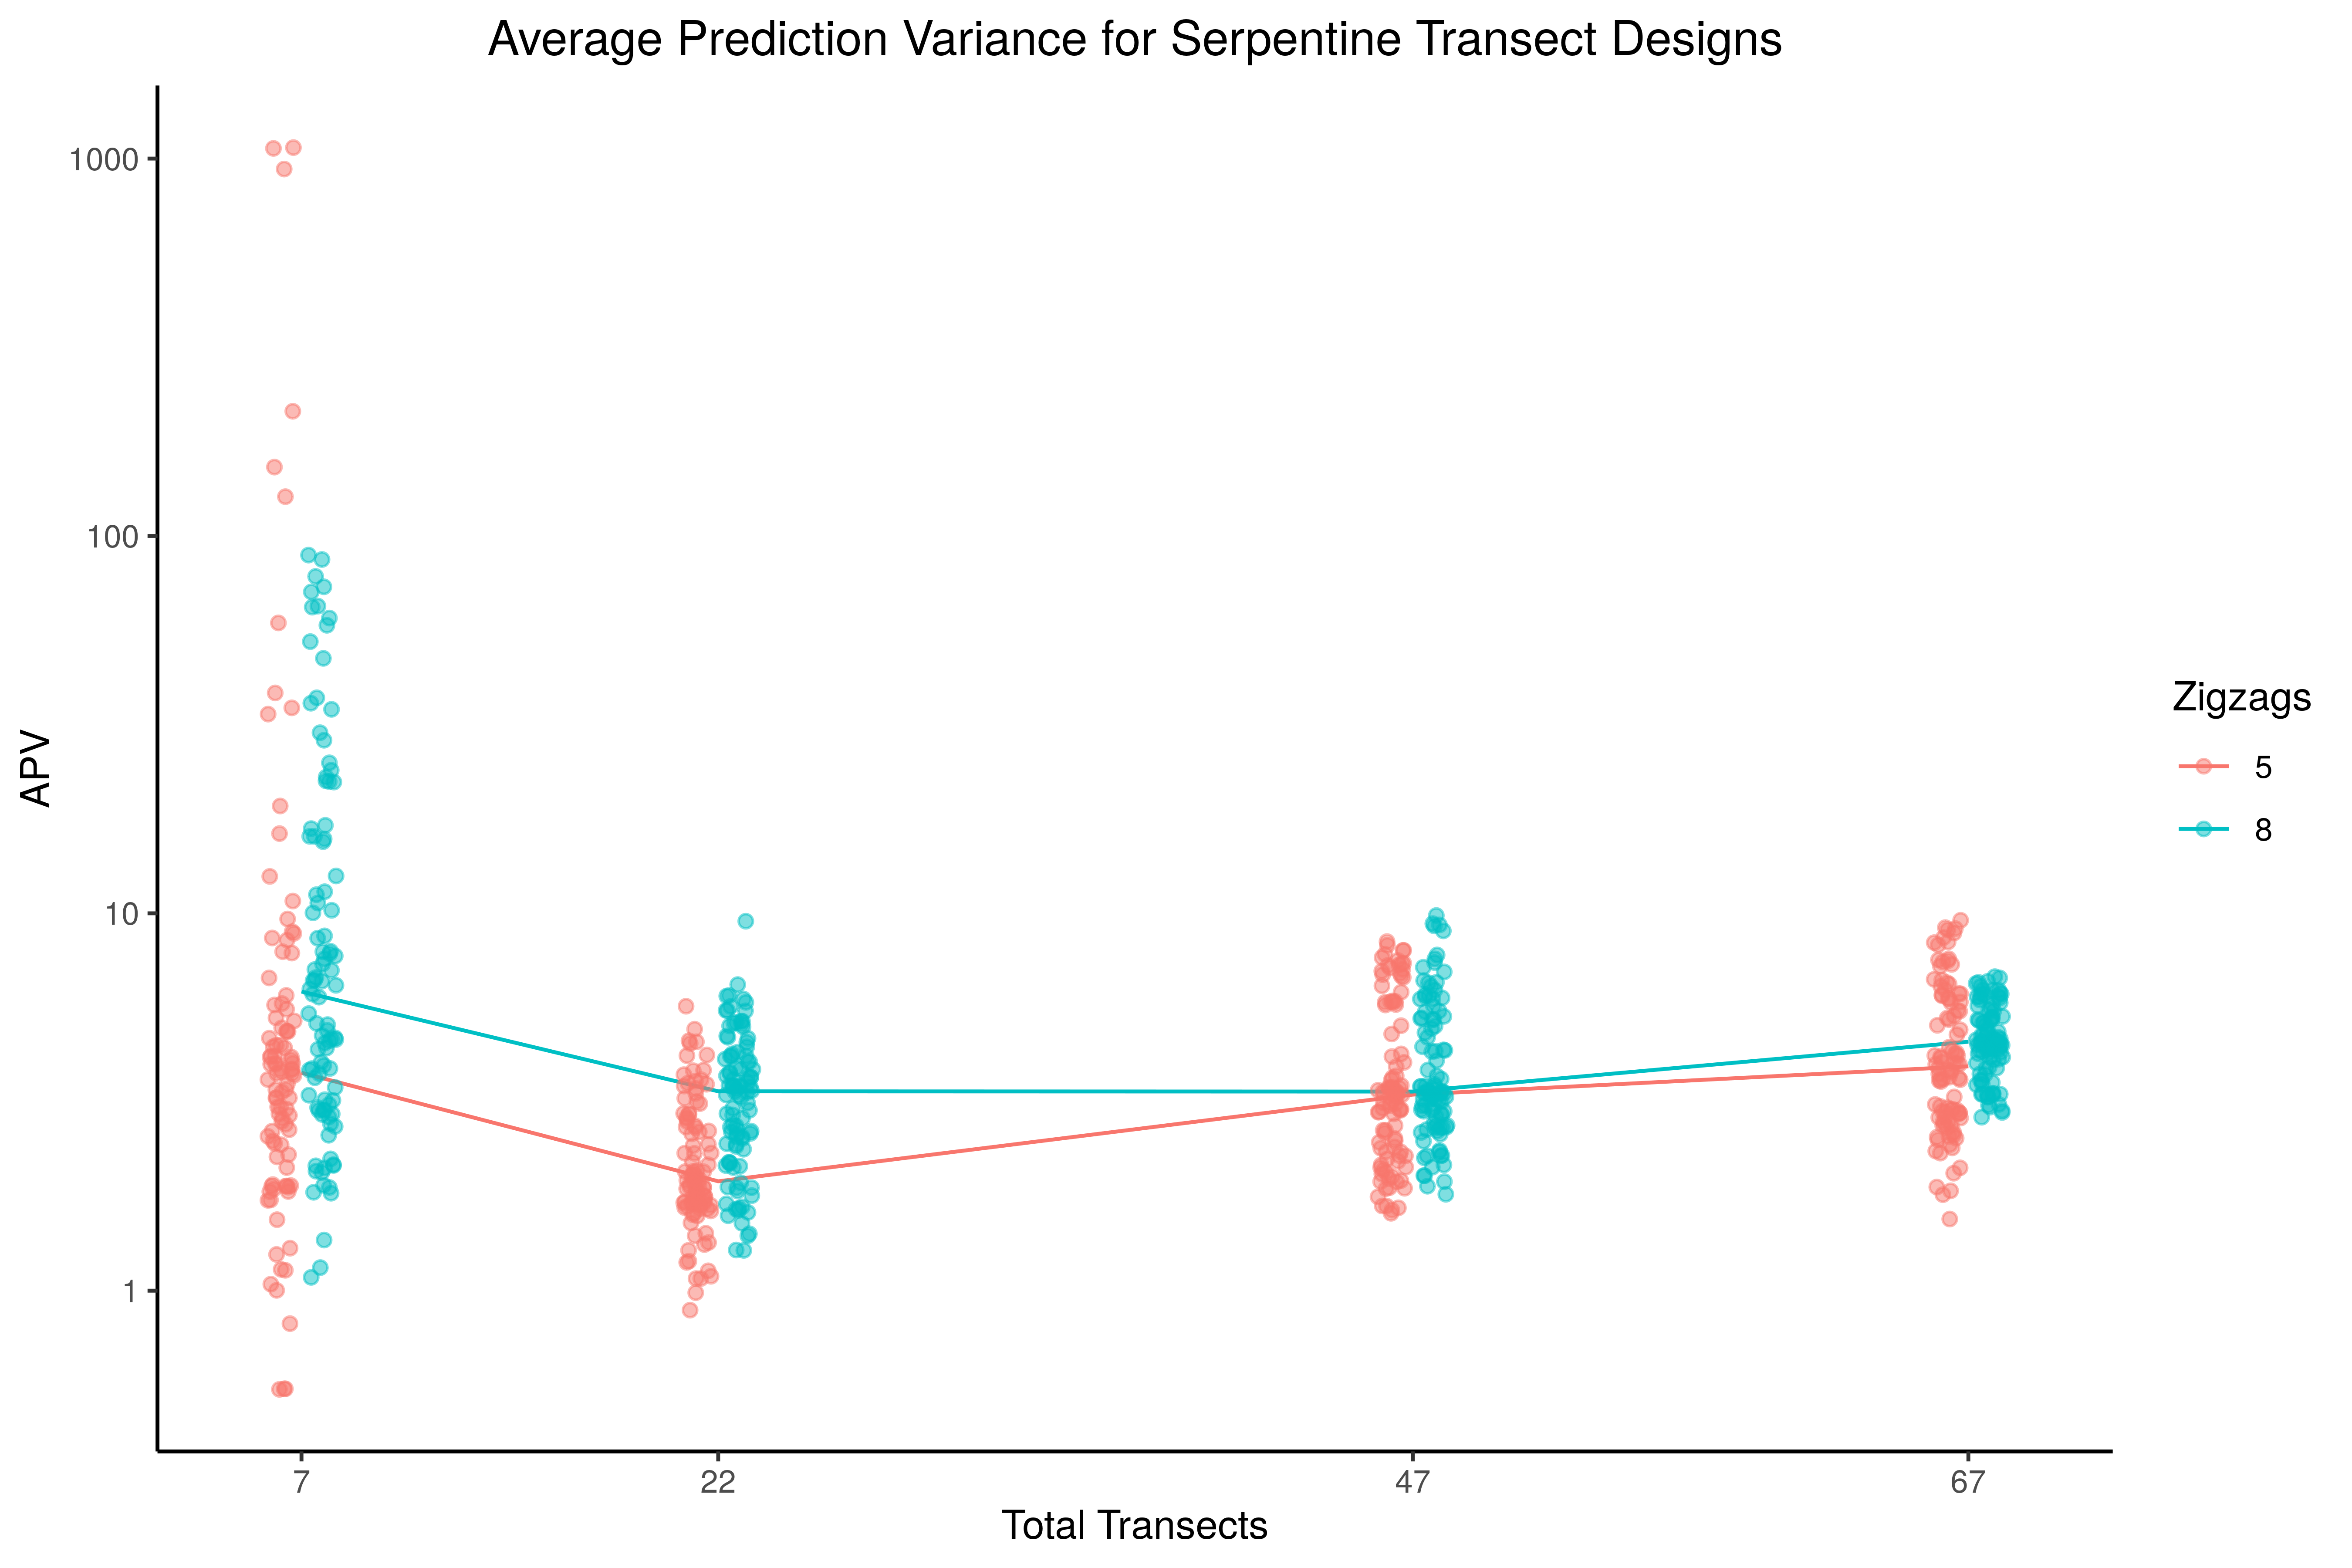 Average Prediction Variance for Serpentine Transect Designs
1000
100
10
1
APV
7 22 47 67
Total Transects
Zigzags
5
8